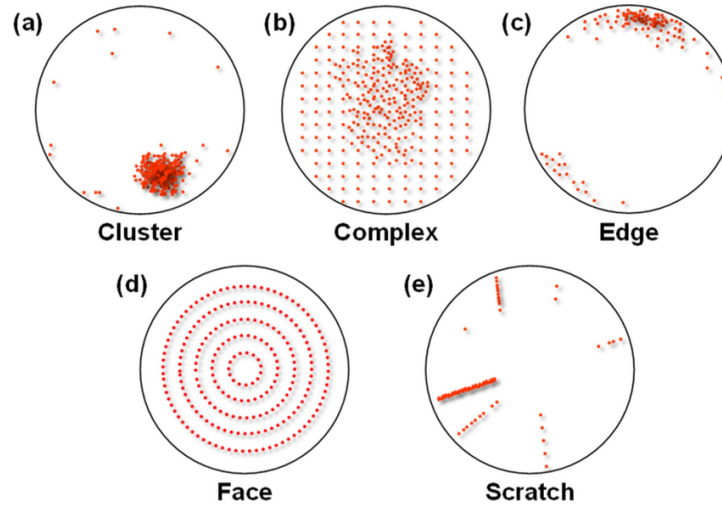 (a)
(b)
(c)
Cluster
Complex
Edge
(d)
(e)
Face
Scratch